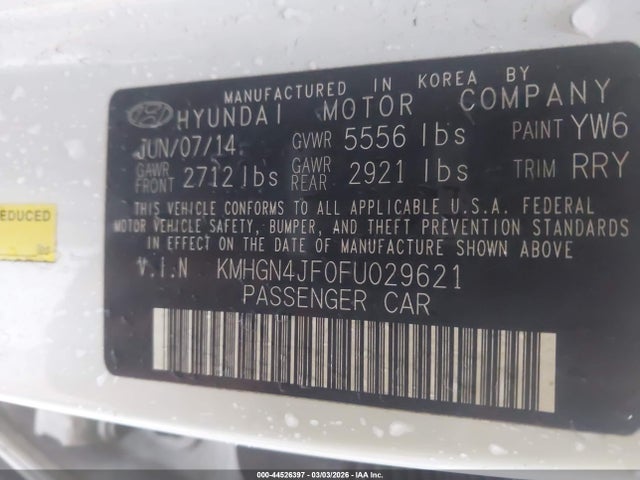 MANUFACTURED IN KOREA BY
HYUNDAI MOTOR COMPANY
JUN/07/14 GVWR 5556 lbs PAINT YW6
GAWR FRONT 2712 lbs GAWR REAR 2921 lbs TRIM RRY
THIS VEHICLE CONFORMS TO ALL APPLICABLE U.S.A. FEDERAL
MOTOR VEHICLE SAFETY, BUMPER, AND THEFT PREVENTION STANDARDS
IN EFFECT ON THE DATE OF MANUFACTURE SHOWN ABOVE
V.I.N KMHGN4JF0FU029621
PASSENGER CAR
EDUCED
lbs
000-44526397 - 03/03/2026 - IAA Inc.